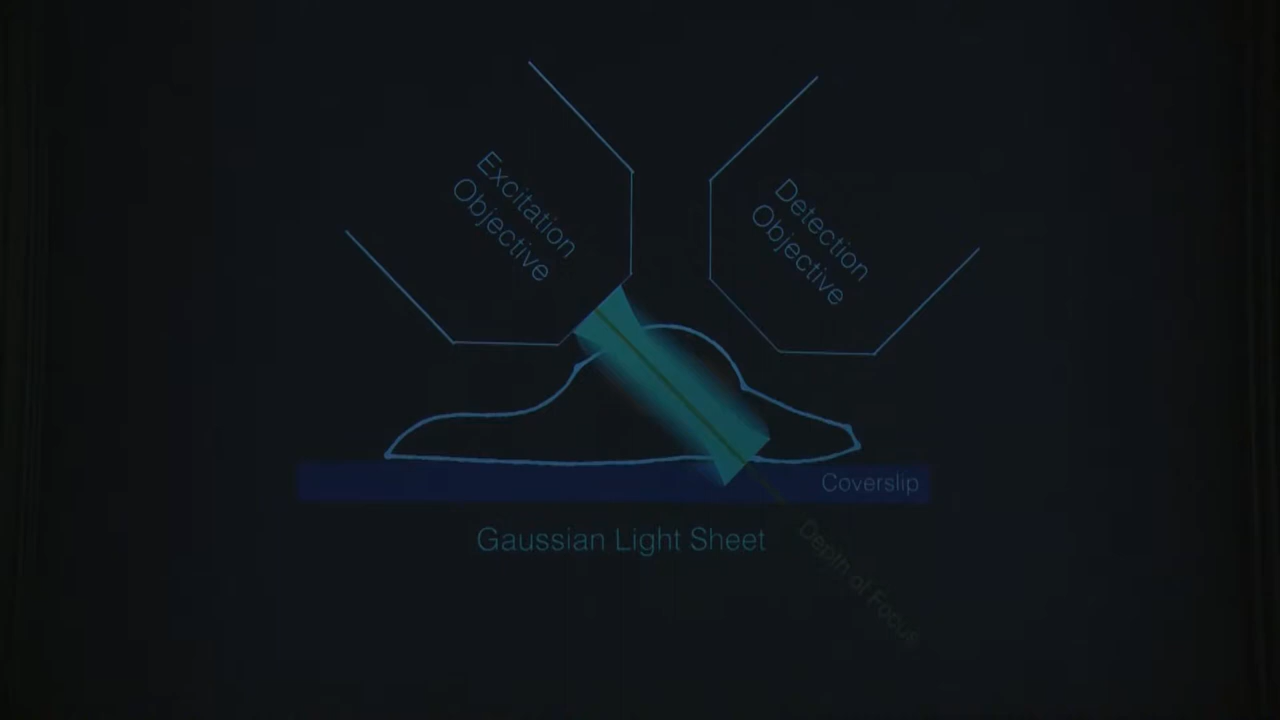 Excitation
Objective
Detection
Objective
Coverslip
Gaussian Light Sheet
Depth of Focus